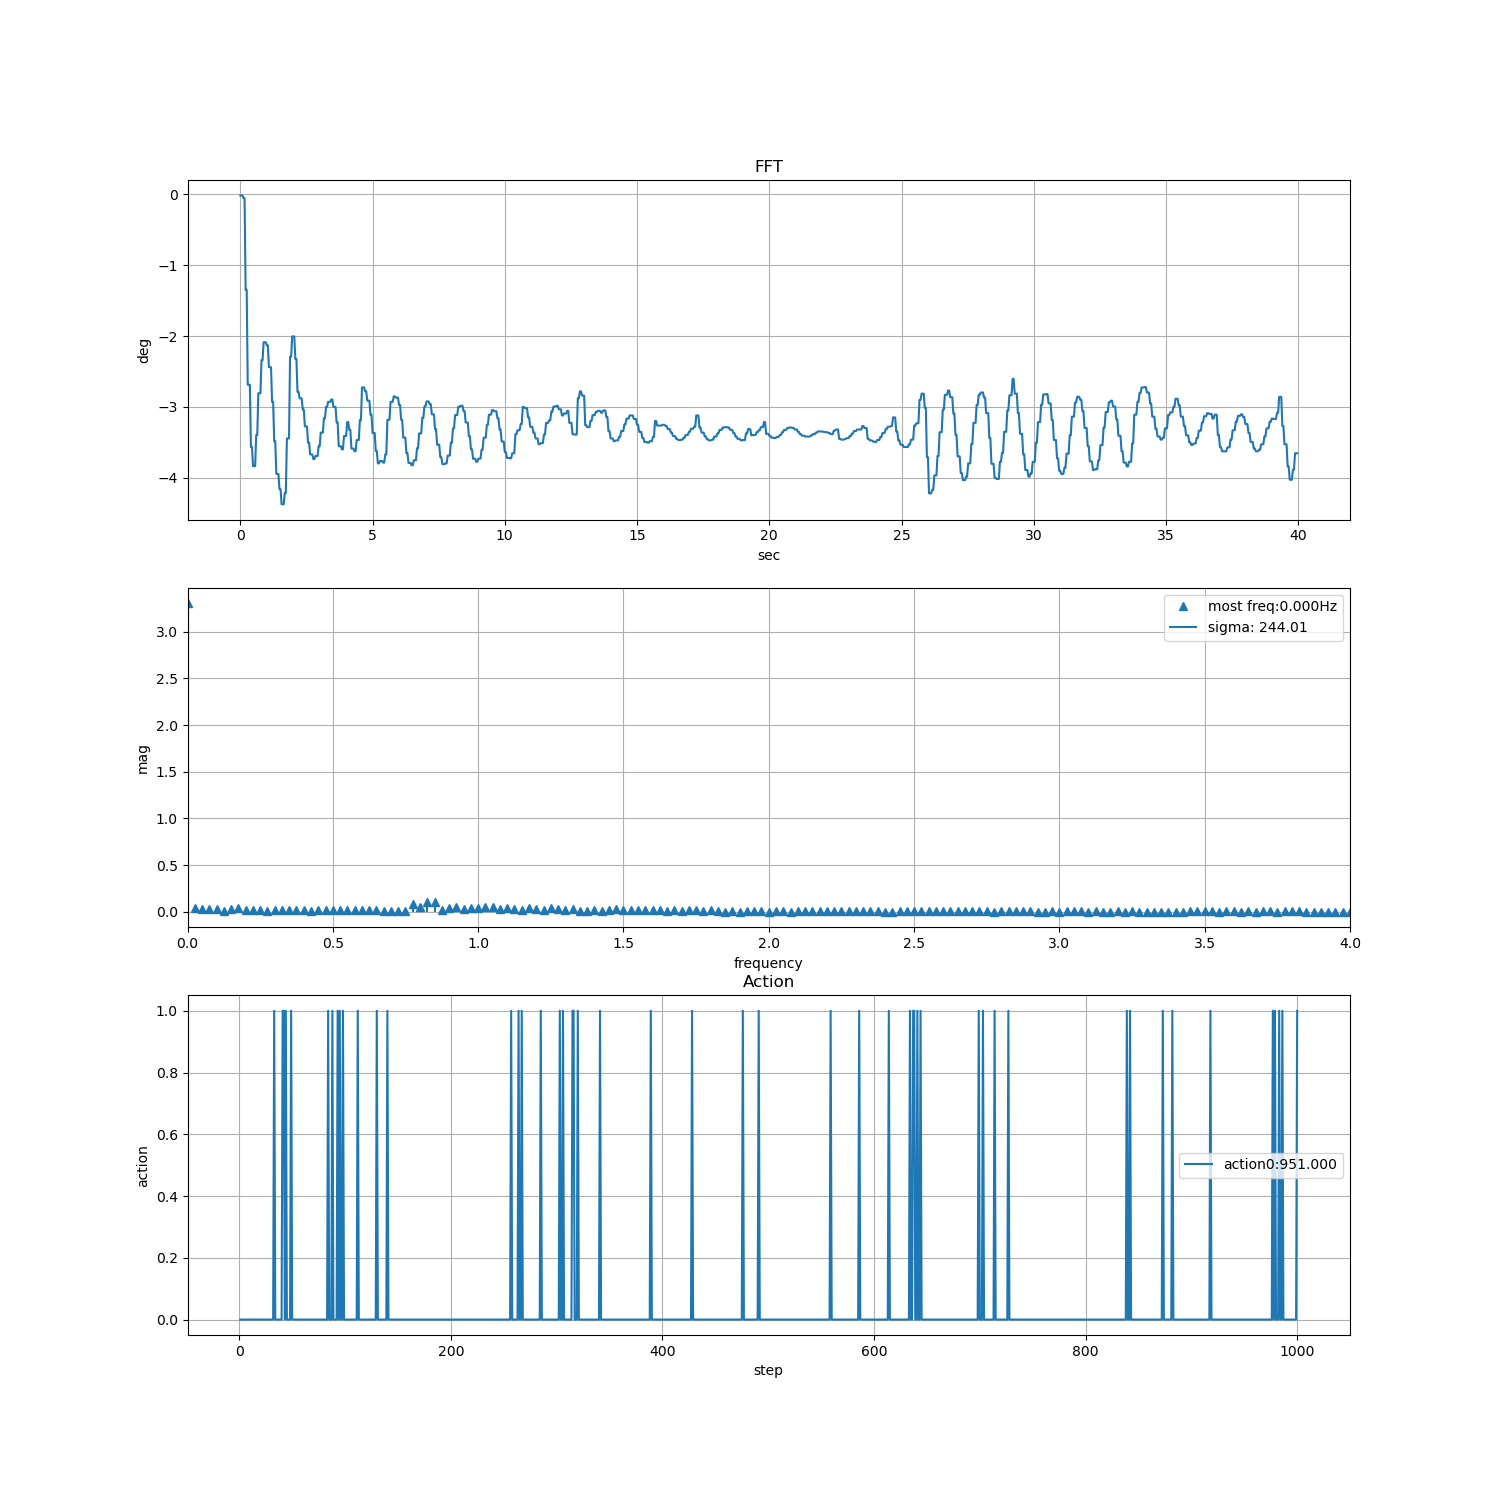 FFT
0
−1
−2
−3
−4
deg
0 5 10 15 20 25 30 35 40
sec
most freq:0.000Hz
sigma: 244.01
3.0
2.5
2.0
1.5
1.0
0.5
0.0
mag
0.0 0.5 1.0 1.5 2.0 2.5 3.0 3.5 4.0
frequency
Action
1.0
0.8
0.6
0.4
0.2
0.0
action
action0:951.000
0 200 400 600 800 1000
step